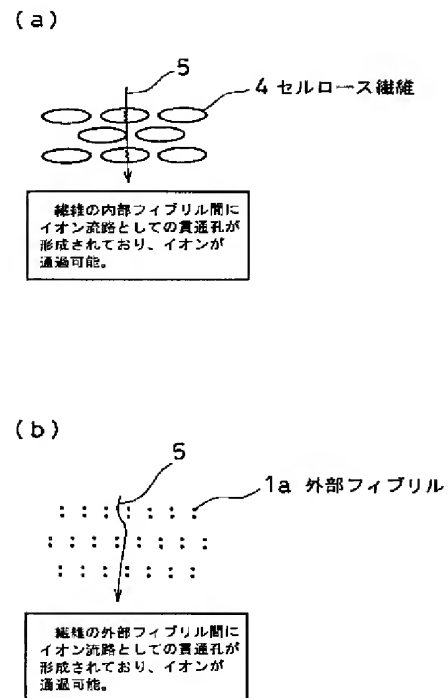 (a)
5
4 セルロース繊維
繊維の内部フィブリル間に
イオン流路としての貫通孔が
形成されており、イオンが
通過可能。
(b)
5
1a 外部フィブリル
繊維の外部フィブリル間に
イオン流路としての貫通孔が
形成されており、イオンが
通過可能。